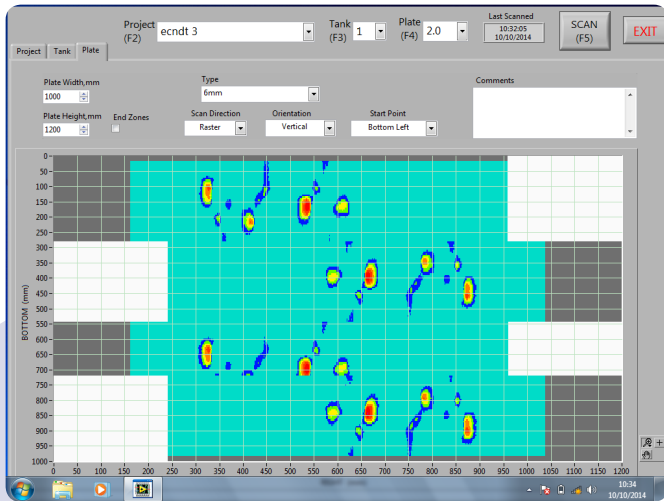 Project (F2) ecndt 3 Tank (F3) 1 Plate (F4) 2.0 Last Scanned 10:32:05 10/10/2014 SCAN (F5) EXIT
Project Tank Plate
Plate Width,mm
1000
Plate Height,mm
1200
End Zones
Type
6mm
Scan Direction
Raster
Orientation
Vertical
Start Point
Bottom Left
Comments
0
50
100
150
200
250
300
350
400
450
500
550
600
650
700
750
800
850
900
950
1000
BOTTOM (mm)
0 50 100 150 200 250 300 350 400 450 500 550 600 650 700 750 800 850 900 950 1000 1050 1100 1200
10:34
10/10/2014